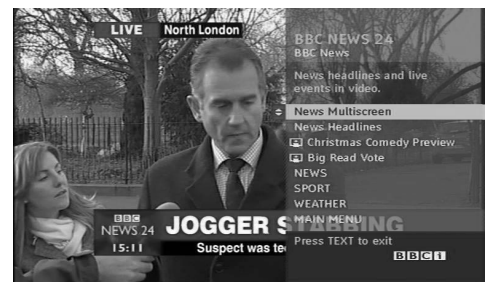 LIVE North London
BBC NEWS 24
BBC News
News headlines and live
events in video.
News Multiscreen
News Headlines
Christmas Comedy Preview
Big Read Vote
NEWS
SPORT
WEATHER
MAIN MENU
Press TEXT to exit
BBC 1
BBC
NEWS 24
15:11
JOGGER STABBING
Suspect was